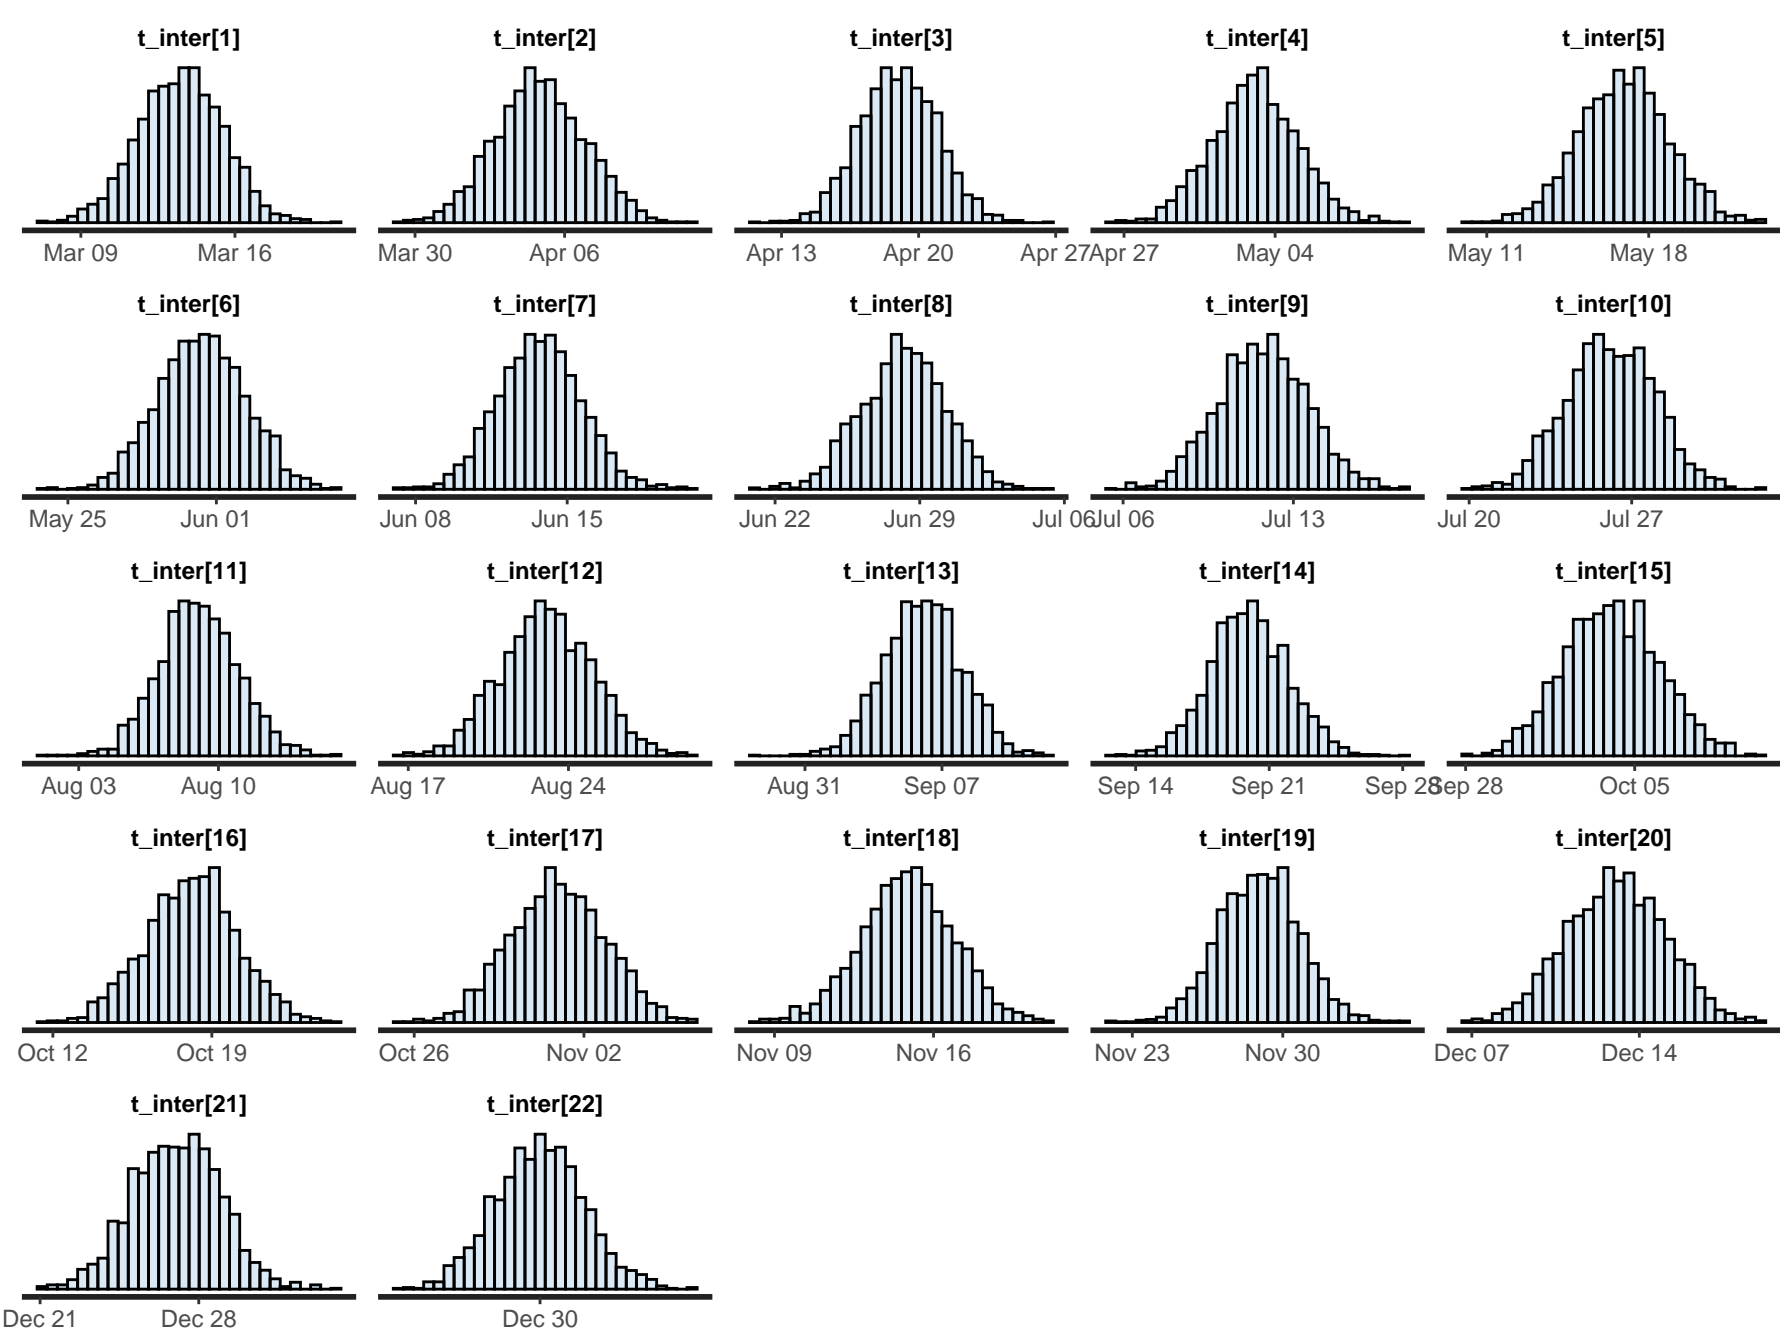 t_inter[1] t_inter[2] t_inter[3] t_inter[4] t_inter[5]
Mar 09 Mar 16 Mar 30 Apr 06 Apr 13 Apr 20 Apr 27 Apr 27 May 04 May 11 May 18
t_inter[6] t_inter[7] t_inter[8] t_inter[9] t_inter[10]
May 25 Jun 01 Jun 08 Jun 15 Jun 22 Jun 29 Jul 06 Jul 06 Jul 13 Jul 20 Jul 27
t_inter[11] t_inter[12] t_inter[13] t_inter[14] t_inter[15]
Aug 03 Aug 10 Aug 17 Aug 24 Aug 31 Sep 07 Sep 14 Sep 21 Sep 28 Sep 28 Oct 05
t_inter[16] t_inter[17] t_inter[18] t_inter[19] t_inter[20]
Oct 12 Oct 19 Oct 26 Nov 02 Nov 09 Nov 16 Nov 23 Nov 30 Dec 07 Dec 14
t_inter[21] t_inter[22]
Dec 21 Dec 28 Dec 30